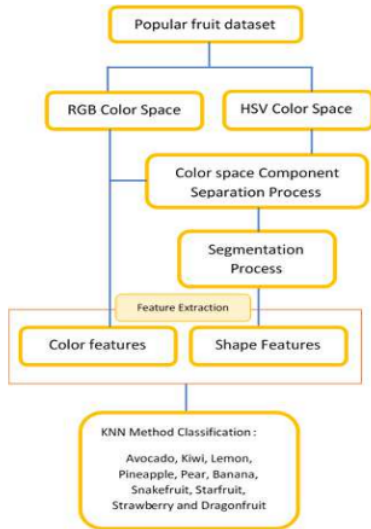 Popular fruit dataset
RGB Color Space
HSV Color Space
Color space Component
Separation Process
Segmentation
Process
Feature Extraction
Color features
Shape Features
KNN Method Classification :
Avocado, Kiwi, Lemon,
Pineapple, Pear, Banana,
Snakefruit, Starfruit,
Strawberry and Dragonfruit